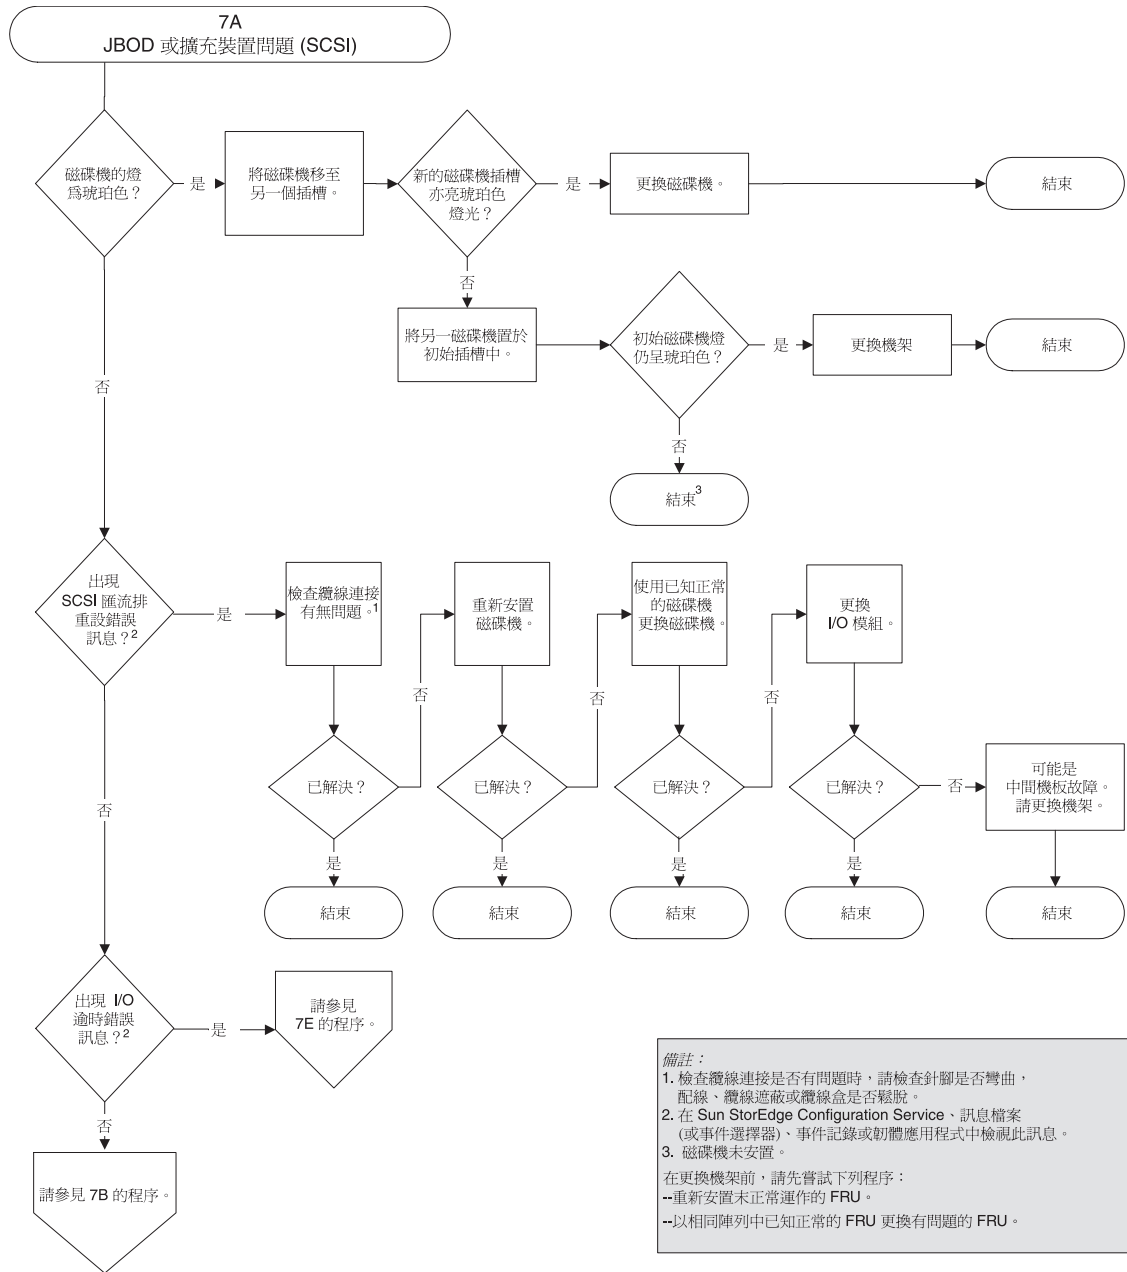 7A
JBOD 或擴充裝置問題 (SCSI)
磁碟機的燈
為琥珀色？
是
將磁碟機移至
另一個插槽。
新的磁碟機插槽
亦亮琥珀色
燈光？
是
更換磁碟機。
結束
否
將另一磁碟機置於
初始插槽中。
初始磁碟機燈
仍呈琥珀色？
是
更換機架
結束
否
結束3
否
出現
SCSI 匯流排
重設錯誤
訊息？2
是
檢查纜線連接
有無問題。1
重新安置
磁碟機。
使用已知正常
的磁碟機
更換磁碟機。
更換
I/O 模組。
否
否
否
已解決？
已解決？
已解決？
已解決？
否
可能是
中間機板故障。
請更換機架。
是
是
是
是
結束
結束
結束
結束
結束
否
出現 I/O
逾時錯誤
訊息？2
是
請參見
7E 的程序。
否
請參見 7B 的程序。
備註：
1. 檢查纜線連接是否有問題時，請檢查針腳是否彎曲，
配線、纜線遮蔽或纜線盒是否鬆脫。
2. 在 Sun StorEdge Configuration Service、訊息檔案
(或事件選擇器)、事件記錄或韌體應用程式中檢視此訊息。
3. 磁碟機未安置。
在更換機架前，請先嘗試下列程序：
--重新安置未正常運作的 FRU。
--以相同陣列中已知正常的 FRU 更換有問題的 FRU。